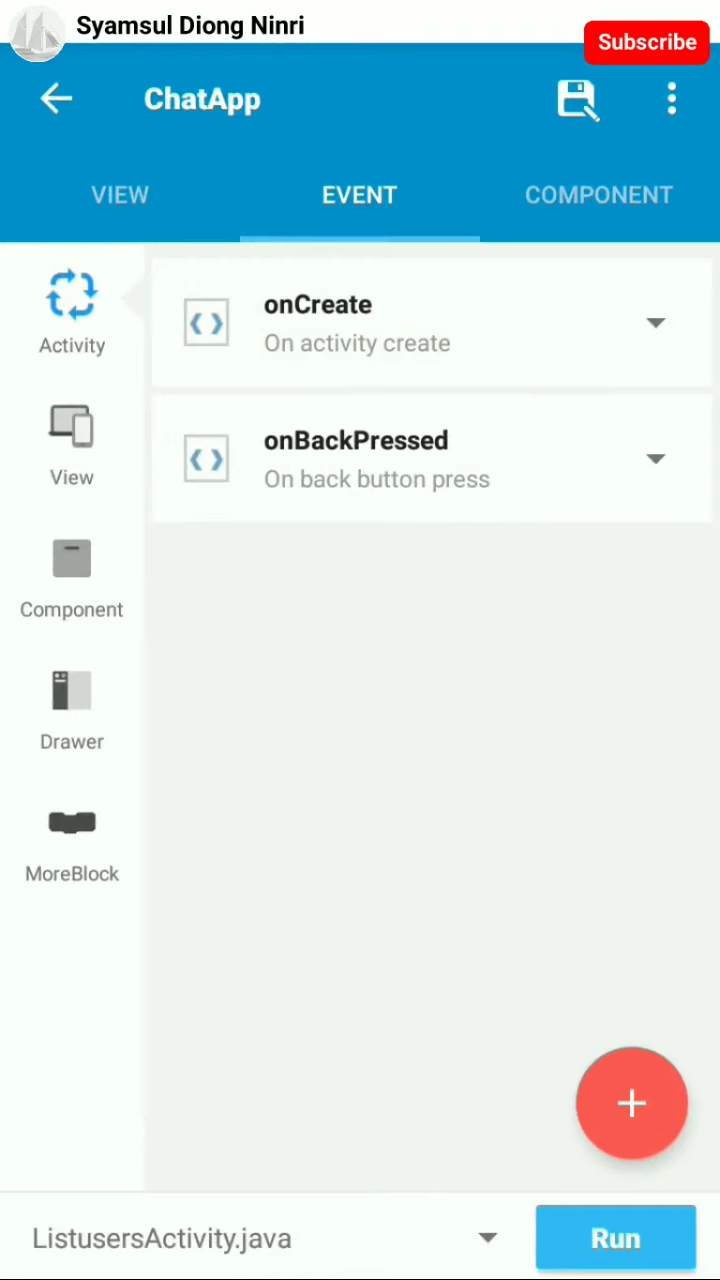 Syamsul Diong Ninri
Subscribe
ChatApp
VIEW
EVENT
COMPONENT
Activity
onCreate
On activity create
onBackPressed
On back button press
View
Component
Drawer
MoreBlock
ListusersActivity.java
Run